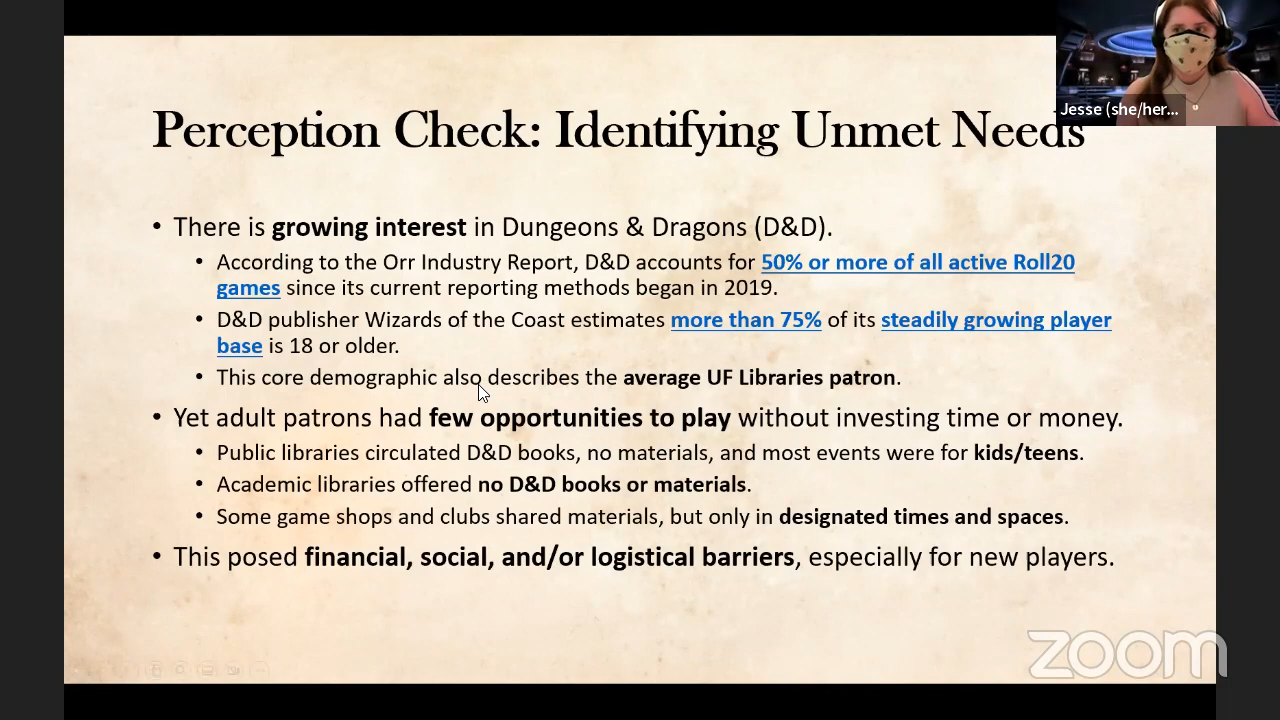 Perception Check: Identifying Unmet Needs
Jesse (she/her...
• There is growing interest in Dungeons & Dragons (D&D).
• According to the Orr Industry Report, D&D accounts for 50% or more of all active Roll20
games since its current reporting methods began in 2019.
• D&D publisher Wizards of the Coast estimates more than 75% of its steadily growing player
base is 18 or older.
• This core demographic also describes the average UF Libraries patron.
• Yet adult patrons had few opportunities to play without investing time or money.
• Public libraries circulated D&D books, no materials, and most events were for kids/teens.
• Academic libraries offered no D&D books or materials.
• Some game shops and clubs shared materials, but only in designated times and spaces.
• This posed financial, social, and/or logistical barriers, especially for new players.
zoom